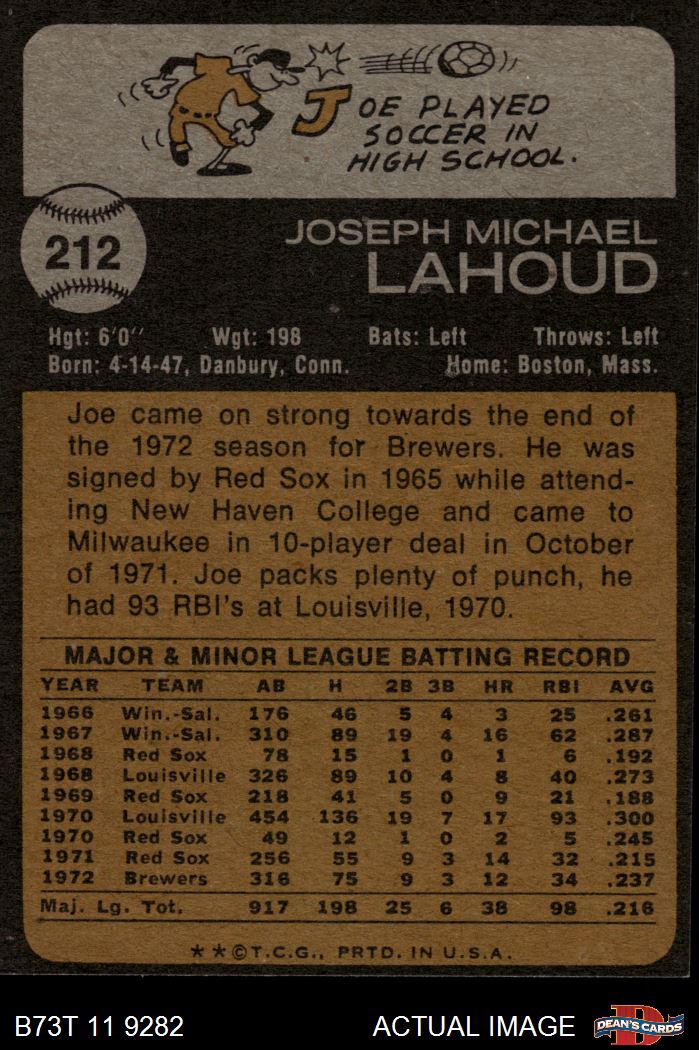 JOE PLAYED
SOCCER IN
HIGH SCHOOL.
212
JOSEPH MICHAEL
LAHOUD
Hgt: 6'0" Wgt: 198 Bats: Left Throws: Left
Born: 4-14-47, Danbury, Conn. Home: Boston, Mass.
Joe came on strong towards the end of
the 1972 season for Brewers. He was
signed by Red Sox in 1965 while attend-
ing New Haven College and came to
Milwaukee in 10-player deal in October
of 1971. Joe packs plenty of punch, he
had 93 RBI's at Louisville, 1970.
MAJOR & MINOR LEAGUE BATTING RECORD
YEAR TEAM AB H 2B 3B HR RBI AVG
1966 Win.-Sal. 176 46 5 4 3 25 .261
1967 Win.-Sal. 310 89 19 4 16 62 .287
1968 Red Sox 78 15 1 0 1 6 .192
1968 Louisville 326 89 10 4 8 40 .273
1969 Red Sox 218 41 5 0 9 21 .188
1970 Louisville 454 136 19 7 17 93 .300
1970 Red Sox 49 12 1 0 2 5 .245
1971 Red Sox 256 55 9 3 14 32 .215
1972 Brewers 316 75 9 3 12 34 .237
Maj. Lg. Tot. 917 198 25 6 38 98 .216
★★©T.C.G., PRTD. IN U.S.A.
B73T 11 9282 ACTUAL IMAGE D DEAN'S CARDS